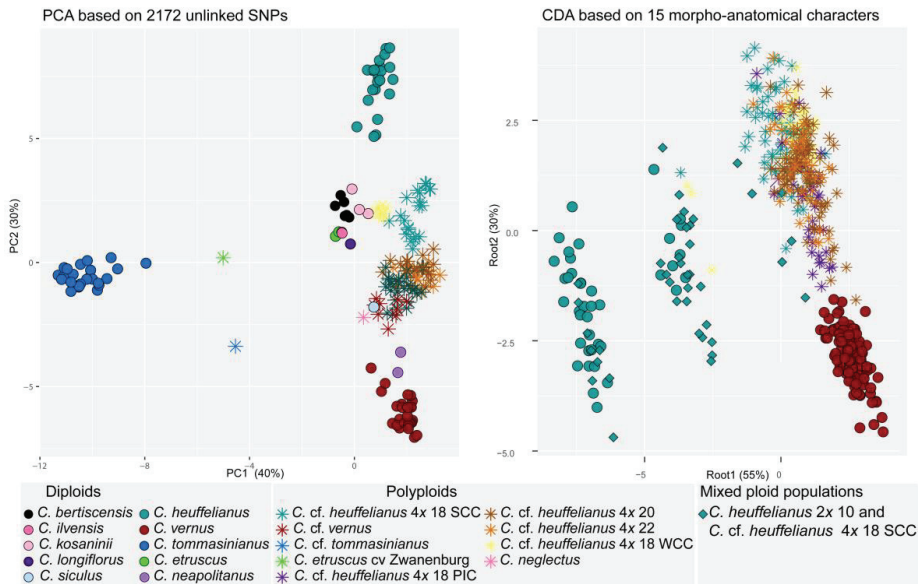 PCA based on 2172 unlinked SNPs
CDA based on 15 morpho-anatomical characters
PC2 (30%)
5
0
−5
−12
−8
−4
0
PC1 (40%)
Root2 (30%)
2.5
0.0
−2.5
−5.0
−5
0
Root1 (55%)
Diploids
C. bertiscensis
C. ilvensis
C. kosaninii
C. longiflorus
C. siculus
C. heuffelianus
C. vernus
C. tommasinianus
C. etruscus
C. neapolitanus
Polyploids
C. cf. heuffelianus 4x 18 SCC
C. cf. vernus
C. cf. tommasinianus
C. etruscus cv Zwanenburg
C. cf. heuffelianus 4x 18 PIC
C. cf. heuffelianus 4x 20
C. cf. heuffelianus 4x 22
C. cf. heuffelianus 4x 18 WCC
C. neglectus
Mixed ploid populations
C. heuffelianus 2x 10 and
C. cf. heuffelianus 4x 18 SCC